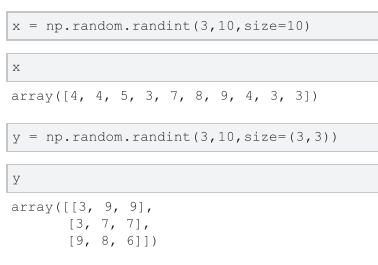 x = np.random.randint(3,10,size=10)
x
array([4, 4, 5, 3, 7, 8, 9, 4, 3, 3])
y = np.random.randint(3,10,size=(3,3))
y
array([[3, 9, 9],
       [3, 7, 7],
       [9, 8, 6]])